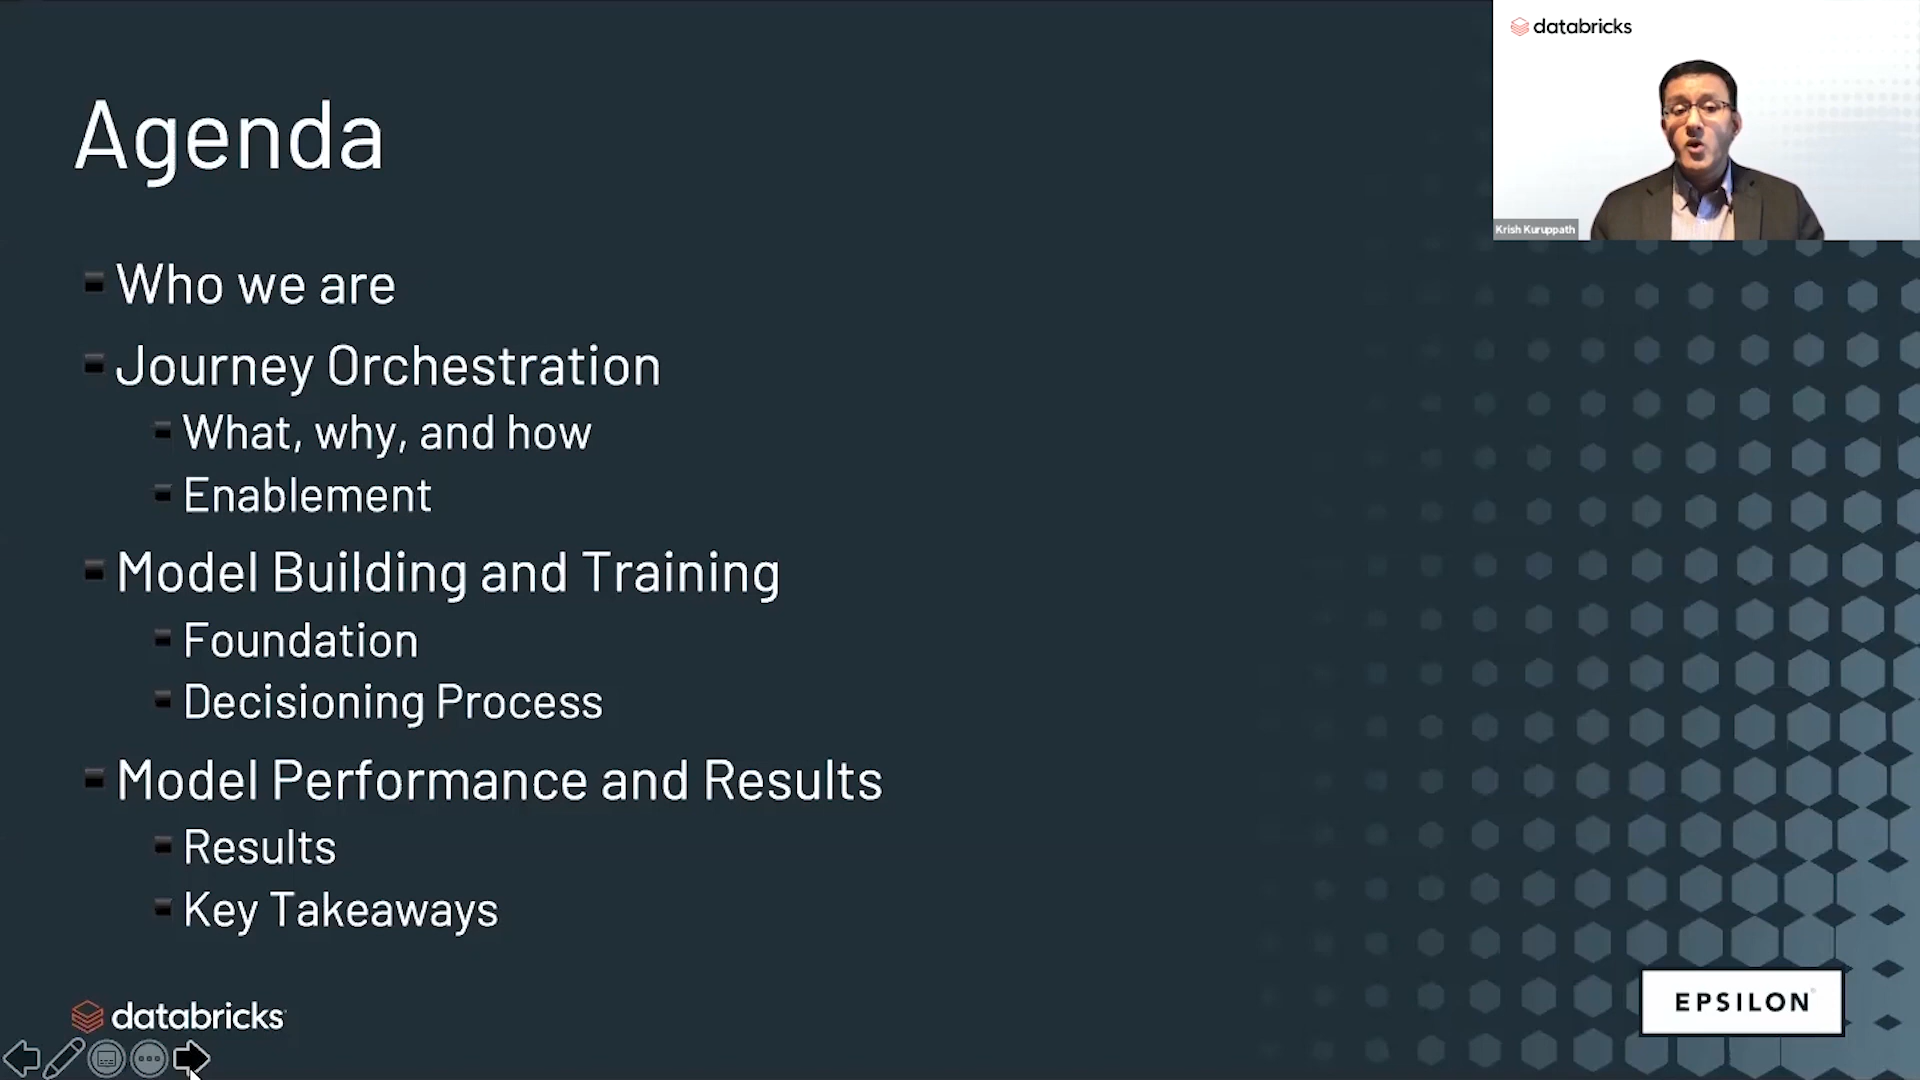 databricks
Krish Kuruppath
Agenda
Who we are
Journey Orchestration
What, why, and how
Enablement
Model Building and Training
Foundation
Decisioning Process
Model Performance and Results
Results
Key Takeaways
databricks
EPSILON